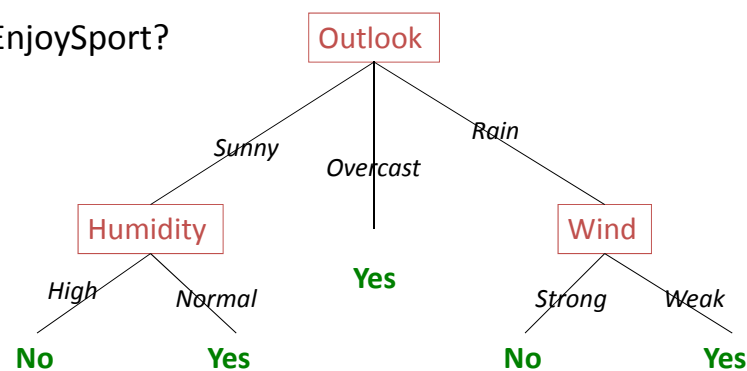 EnjoySport?
Outlook
Sunny
Overcast
Rain
Humidity
Wind
High
Normal
Yes
Strong
Weak
No
Yes
No
Yes